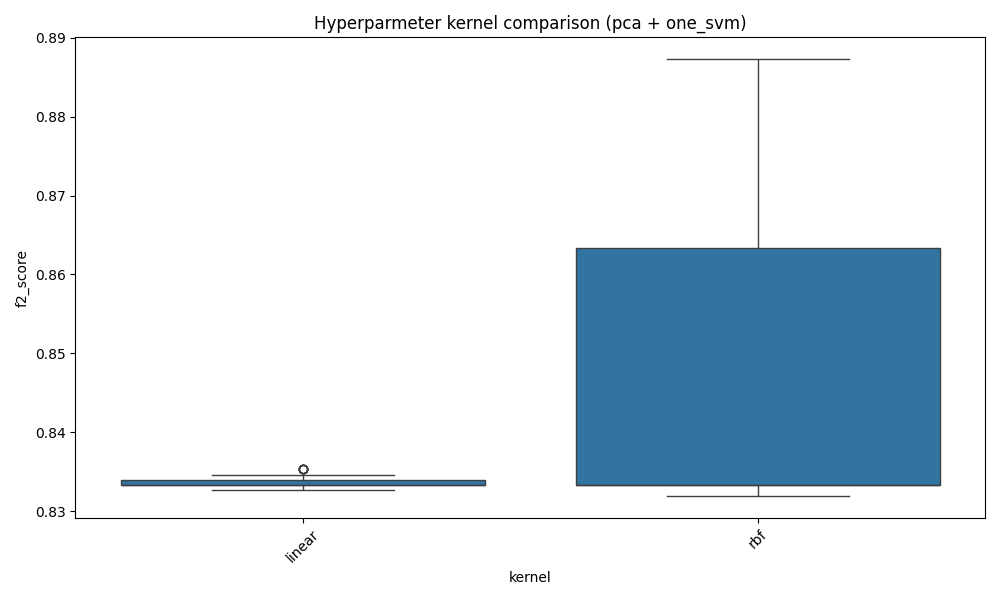 Hyperparmeter kernel comparison (pca + one_svm)
0.89
0.88
0.87
0.86
0.85
0.84
0.83
f2_score
linear
rbf
kernel